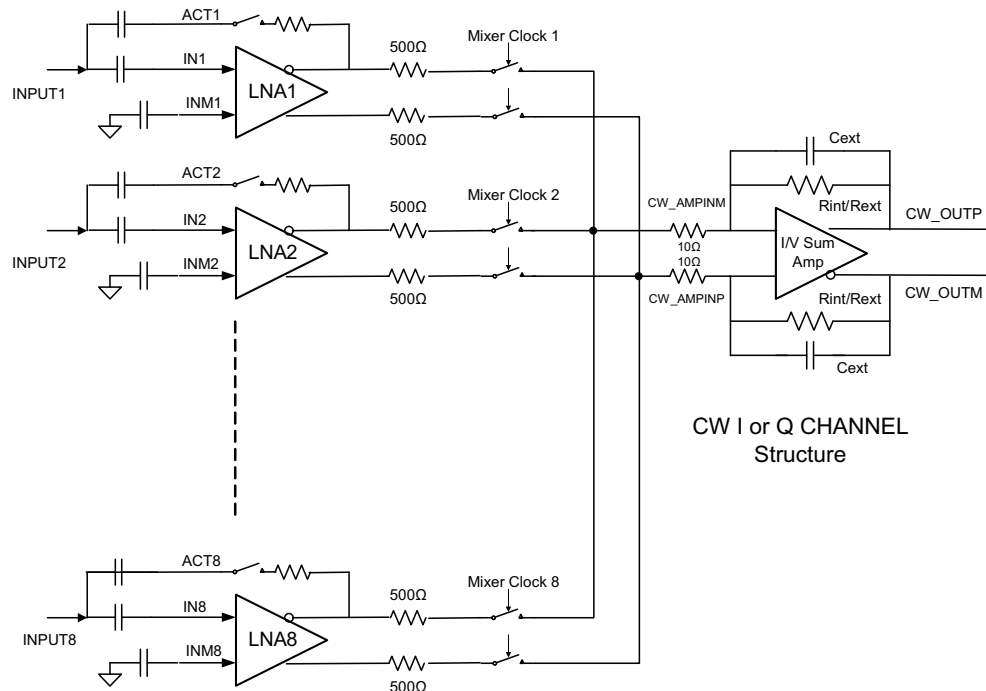 ACT1
500Ω
Mixer Clock 1
INPUT1
IN1
LNA1
INM1
500Ω
ACT2
500Ω
Mixer Clock 2
INPUT2
IN2
LNA2
INM2
500Ω
Cext
Rint/Rext
CW_AMPINM
10Ω
10Ω
CW_AMPINP
I/V Sum
Amp
CW_OUTP
CW_OUTM
Rint/Rext
Cext
CW I or Q CHANNEL
Structure
ACT8
500Ω
Mixer Clock 8
INPUT8
IN8
LNA8
INM8
500Ω